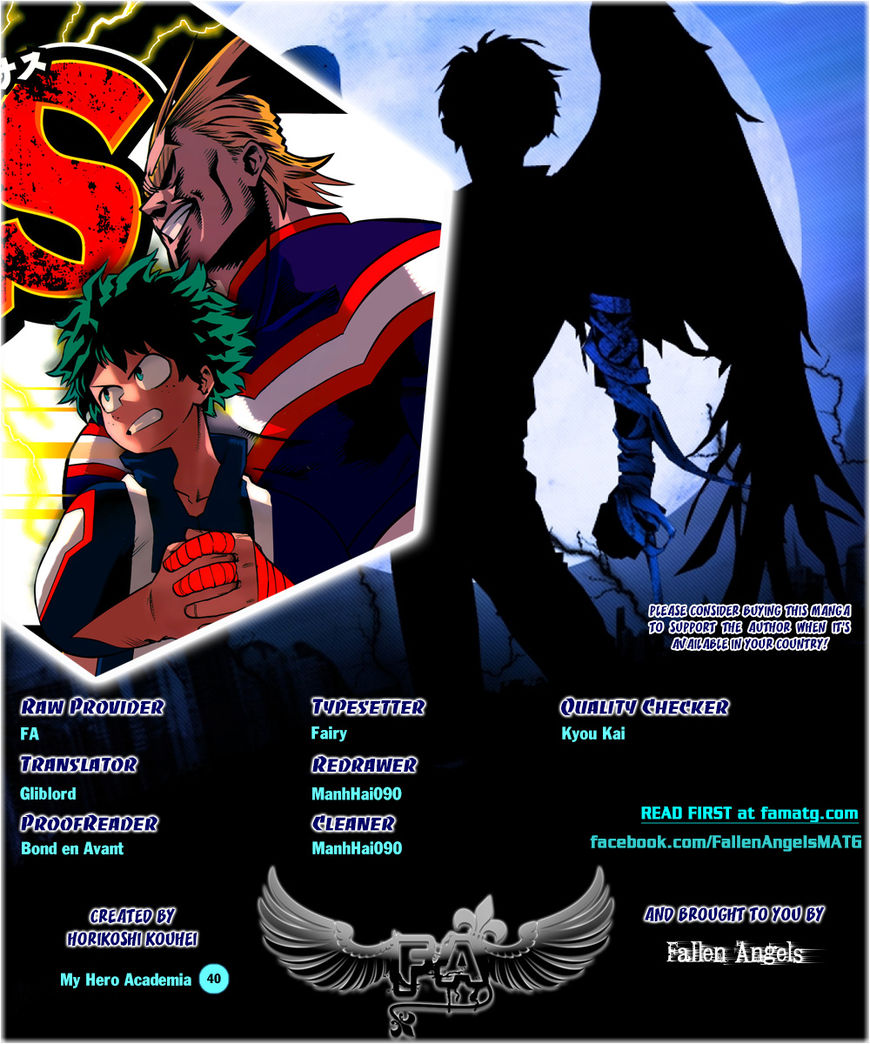 ナス
S
PLEASE CONSIDER BUYING THIS MANGA
TO SUPPORT THE AUTHOR WHEN IT'S
AVAILABLE IN YOUR COUNTRY!
RAW PROVIDER
FA
TYPESETTER
Fairy
QUALITY CHECKER
Kyou Kai
TRANSLATOR
Gliblord
REDRAWER
ManhHai090
PROOFREADER
Bond en Avant
CLEANER
ManhHai090
READ FIRST at famatg.com
facebook.com/FallenAngelsMATG
CREATED BY
HORIKOSHI KOUHEI
My Hero Academia 40
FA
AND BROUGHT TO YOU BY
Fallen Angels